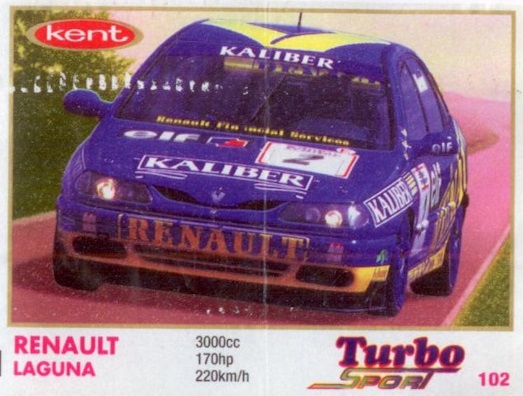 kent
KALIBER
Renault Financial Services
elf
2
elf
KALIBER
KALIBER
elf
RENAULT
RENAULT
LAGUNA
3000cc
170hp
220km/h
Turbo
SPORT
102